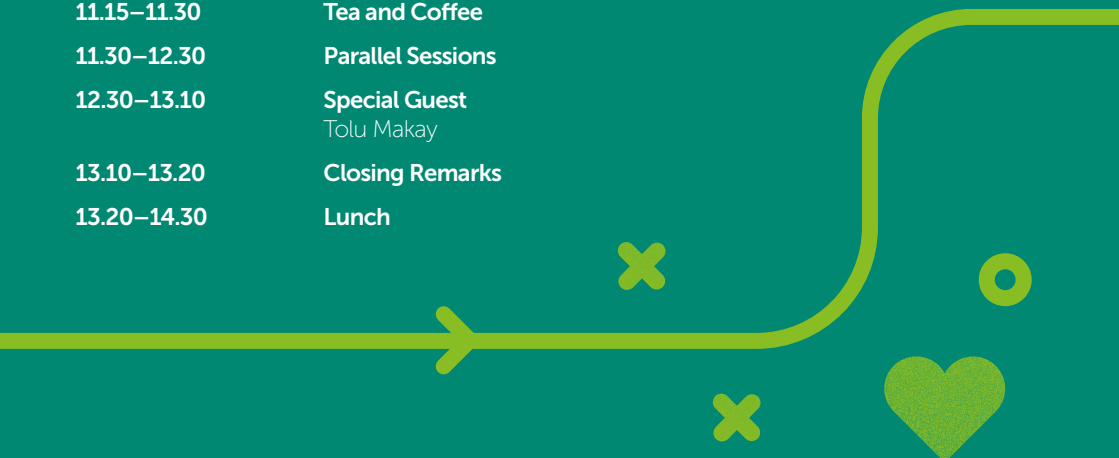 11.15–11.30 Tea and Coffee
11.30–12.30 Parallel Sessions
12.30–13.10 Special Guest
Tolu Makay
13.10–13.20 Closing Remarks
13.20–14.30 Lunch